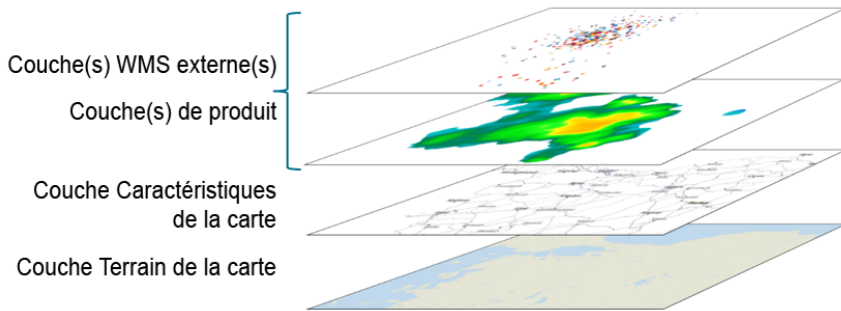 Couche(s) WMS externe(s)
Couche(s) de produit
Couche Caractéristiques
de la carte
Couche Terrain de la carte